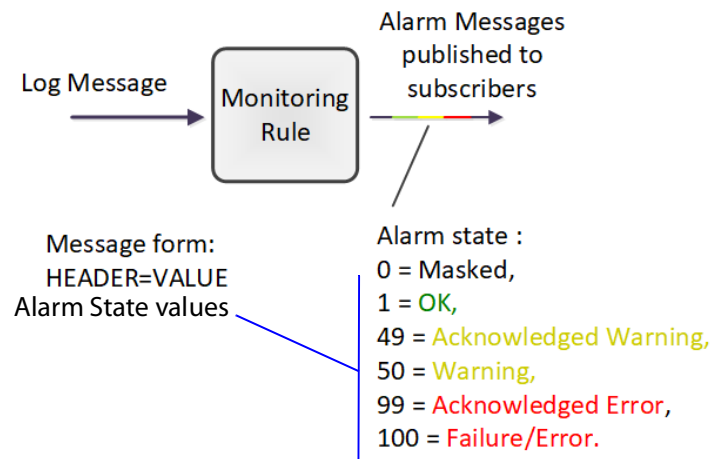 Alarm Messages
published to
subscribers
Log Message
Monitoring
Rule
Message form:
HEADER=VALUE
Alarm State values
Alarm state :
0 = Masked,
1 = OK,
49 = Acknowledged Warning,
50 = Warning,
99 = Acknowledged Error,
100 = Failure/Error.